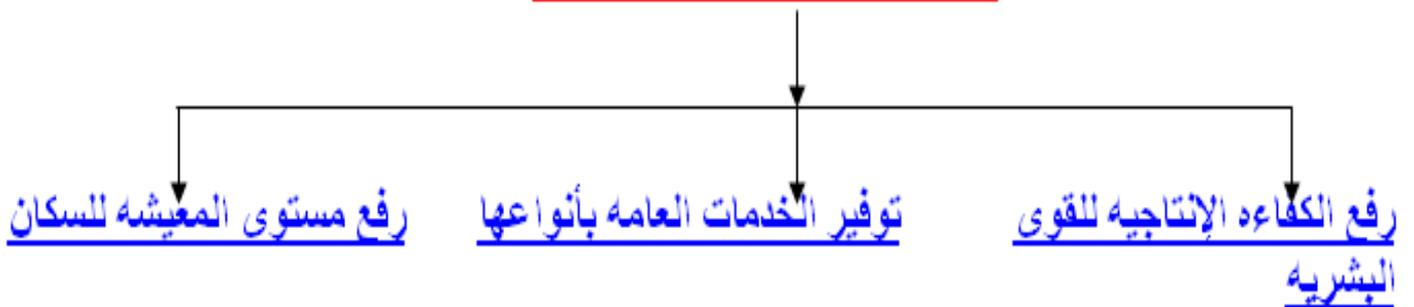 رفع الكفاءه الإنتاجيه للقوى
البشريه
توفير الخدمات العامه بأنواعها
رفع مستوى المعيشه للسكان